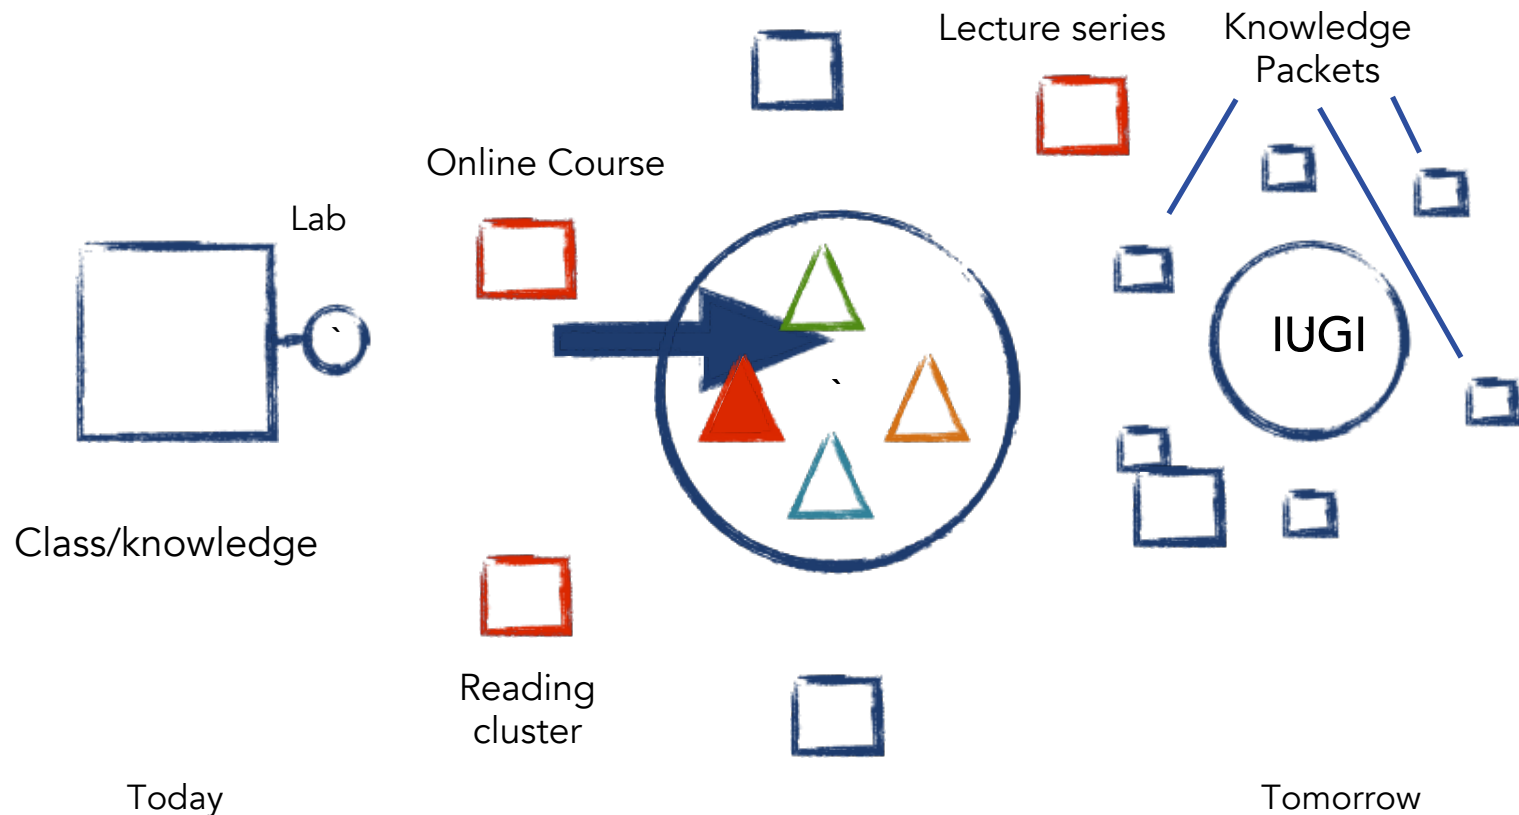 Lecture series
Knowledge
Packets
Online Course
Lab
`
IUGI
`
Class/knowledge
Reading
cluster
Today
Tomorrow